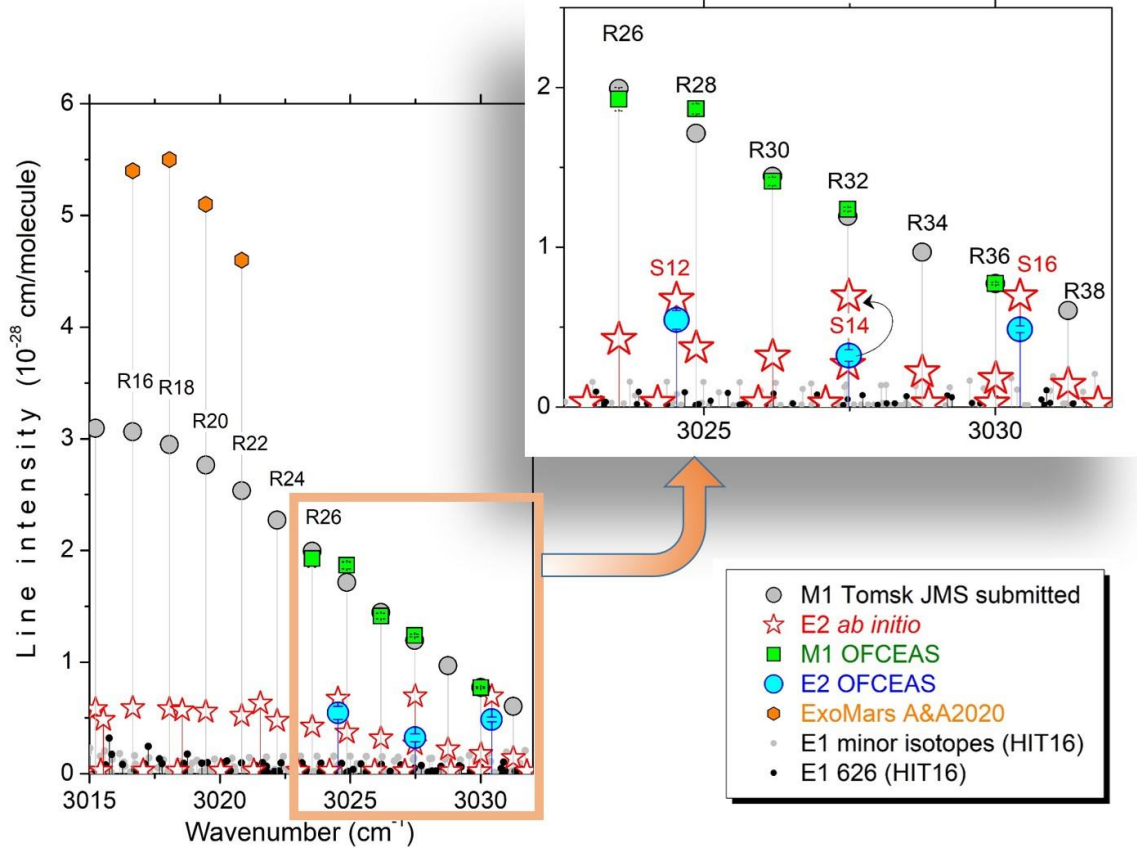 R26
R28
R30
R32
R34
R36
R38
S12
S14
S16
2
1
0
3025
3030
Line intensity (10⁻²⁸ cm/molecule)
6
5
4
3
2
1
0
R16
R18
R20
R22
R24
R26
3015
3020
3025
3030
Wavenumber (cm⁻¹)
M1 Tomsk JMS submitted
E2 ab initio
M1 OFCEAS
E2 OFCEAS
ExoMars A&A2020
E1 minor isotopes (HIT16)
E1 626 (HIT16)